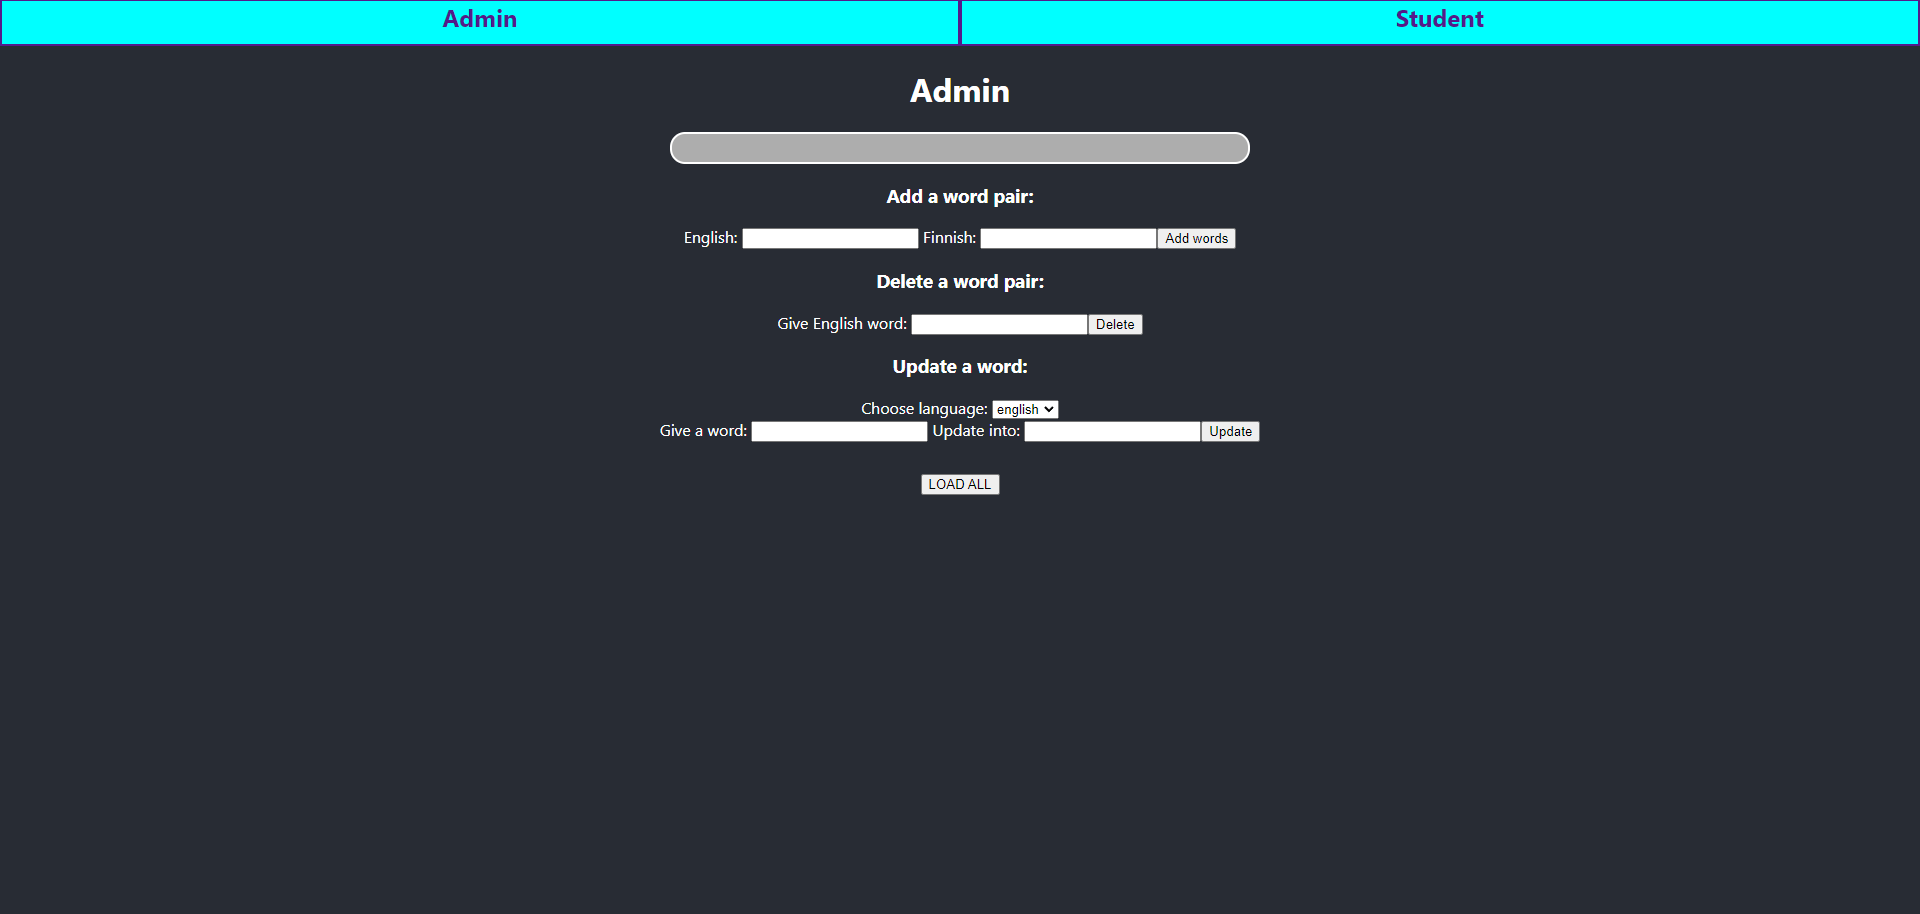 Admin Student
Admin
Add a word pair:
English: Finnish: Add words
Delete a word pair:
Give English word: Delete
Update a word:
Choose language: english
Give a word: Update into: Update
LOAD ALL